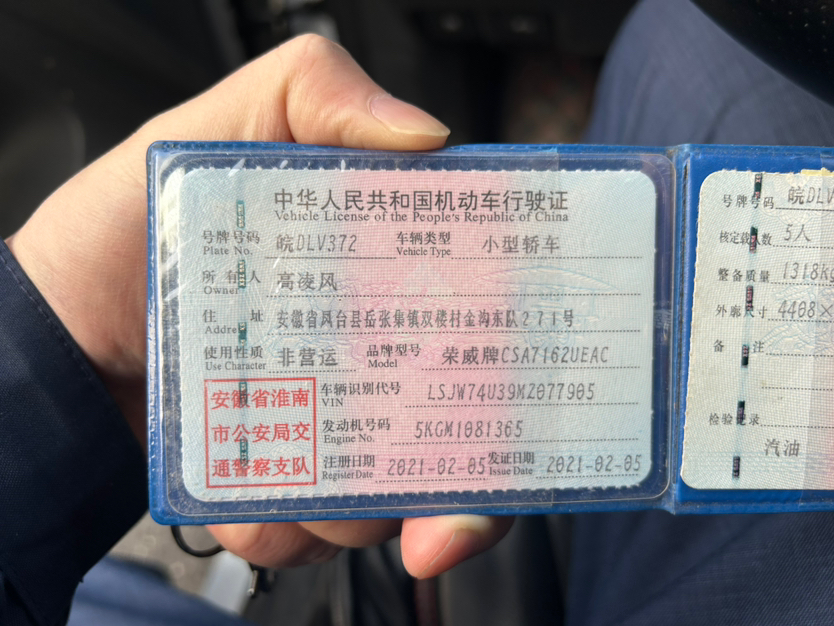 中华人民共和国机动车行驶证
Vehicle License of the People's Republic of China
号牌号码 皖DLV372 车辆类型 小型轿车
Plate No. Vehicle Type
所有人 高凌风
Owner
住址 安徽省凤台县岳张集镇双楼村金沟东队271号
Address
使用性质 非营运 品牌型号 荣威牌CSA7162UEAC
Use Character Model
安徽省淮南
市公安局交
通警察支队
车辆识别代号 LSJW74U39MZ077905
VIN
发动机号码 5KGM1081365
Engine No.
注册日期 2021-02-05 发证日期 2021-02-05
Register Date Issue Date
号牌号码 皖DLV
核定载人数 5人
整备质量 1318Kg
外廓尺寸 4408×
备注
检验记录
汽油